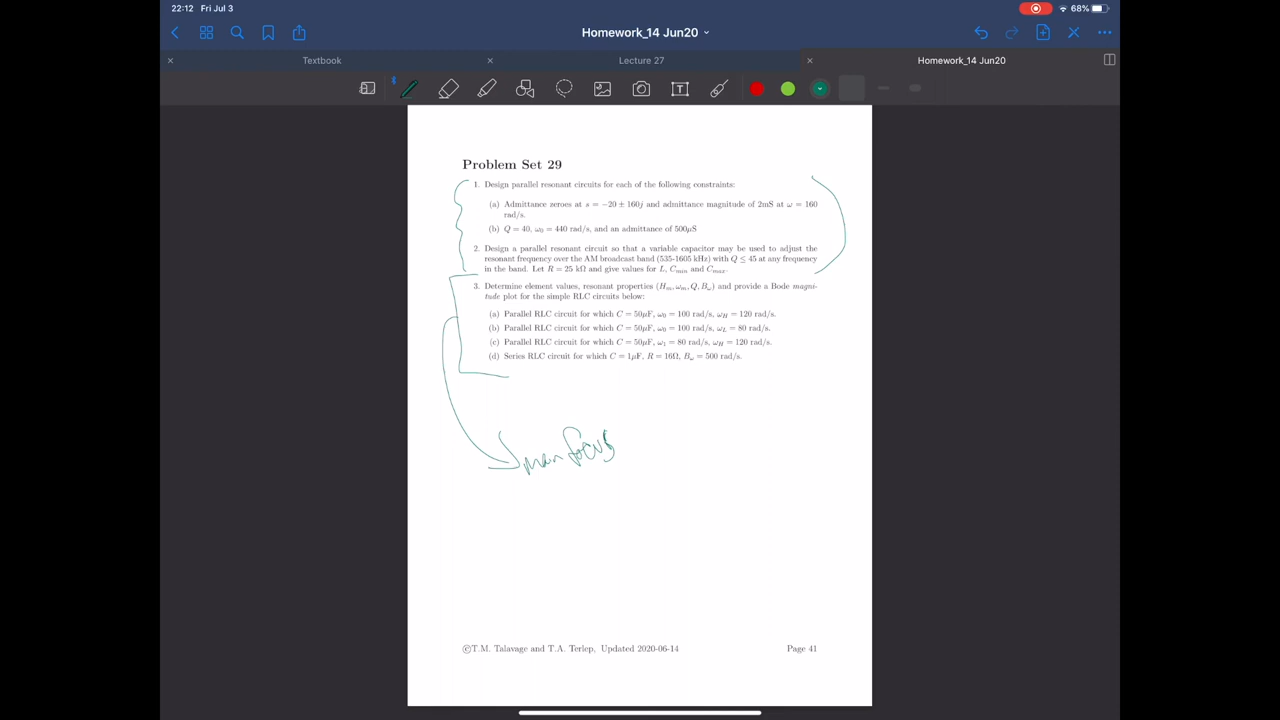 22:12 Fri Jul 3
68%
Homework_14 Jun20
Textbook
Lecture 27
Homework_14 Jun20
T
Problem Set 29
1. Design parallel resonant circuits for each of the following constraints:
(a) Admittance zeroes at s = −20 ± 160j and admittance magnitude of 2mS at ω = 160
rad/s.
(b) Q = 40, ω₀ = 440 rad/s, and an admittance of 500μS
2. Design a parallel resonant circuit so that a variable capacitor may be used to adjust the
resonant frequency over the AM broadcast band (535-1605 kHz) with Q ≤ 45 at any frequency
in the band. Let R = 25 kΩ and give values for L, Cmin and Cmax.
3. Determine element values, resonant properties (Hm, ωm, Q, Bω) and provide a Bode magni-
tude plot for the simple RLC circuits below:
(a) Parallel RLC circuit for which C = 50μF, ω₀ = 100 rad/s, ωH = 120 rad/s.
(b) Parallel RLC circuit for which C = 50μF, ω₀ = 100 rad/s, ωL = 80 rad/s.
(c) Parallel RLC circuit for which C = 50μF, ω₁ = 80 rad/s, ωH = 120 rad/s.
(d) Series RLC circuit for which C = 1μF, R = 16Ω, Bω = 500 rad/s.
main focus
©T.M. Talavage and T.A. Terlep, Updated 2020-06-14
Page 41